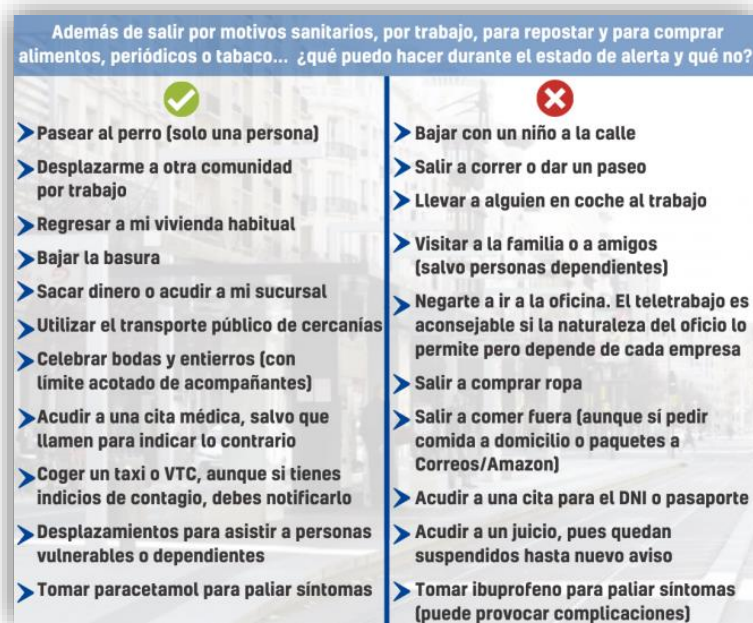 Además de salir por motivos sanitarios, por trabajo, para repostar y para comprar
alimentos, periódicos o tabaco... ¿qué puedo hacer durante el estado de alerta y qué no?
Pasear al perro (solo una persona)
Desplazarme a otra comunidad
por trabajo
Regresar a mi vivienda habitual
Bajar la basura
Sacar dinero o acudir a mi sucursal
Utilizar el transporte público de cercanías
Celebrar bodas y entierros (con
límite acotado de acompañantes)
Acudir a una cita médica, salvo que
llamen para indicar lo contrario
Coger un taxi o VTC, aunque si tienes
indicios de contagio, debes notificarlo
Desplazamientos para asistir a personas
vulnerables o dependientes
Tomar paracetamol para paliar síntomas
Bajar con un niño a la calle
Salir a correr o dar un paseo
Llevar a alguien en coche al trabajo
Visitar a la familia o a amigos
(salvo personas dependientes)
Negarte a ir a la oficina. El teletrabajo es
aconsejable si la naturaleza del oficio lo
permite pero depende de cada empresa
Salir a comprar ropa
Salir a comer fuera (aunque sí pedir
comida a domicilio o paquetes a
Correos/Amazon)
Acudir a una cita para el DNI o pasaporte
Acudir a un juicio, pues quedan
suspendidos hasta nuevo aviso
Tomar ibuprofeno para paliar síntomas
(puede provocar complicaciones)